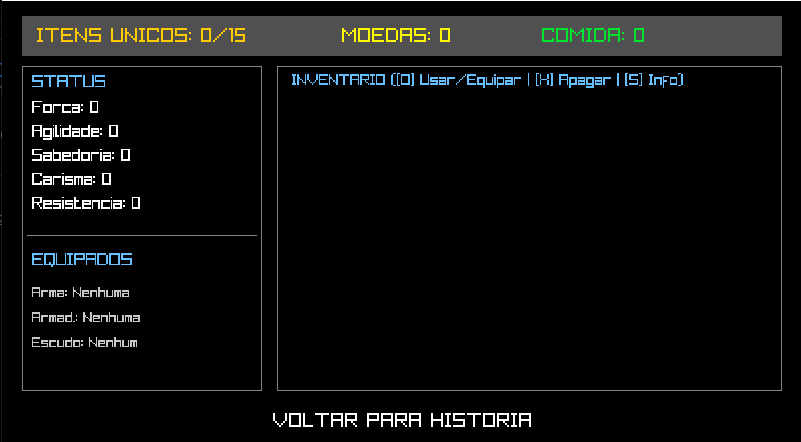 ITENS UNICOS: 0/15 MOEDAS: 0 COMIDA: 0
STATUS
Forca: 0
Agilidade: 0
Sabedoria: 0
Carisma: 0
Resistencia: 0
EQUIPADOS
Arma: Nenhuma
Armad.: Nenhuma
Escudo: Nenhum
INVENTARIO ([O] Usar/Equipar | [X] Apagar | [S] Info)
VOLTAR PARA HISTORIA